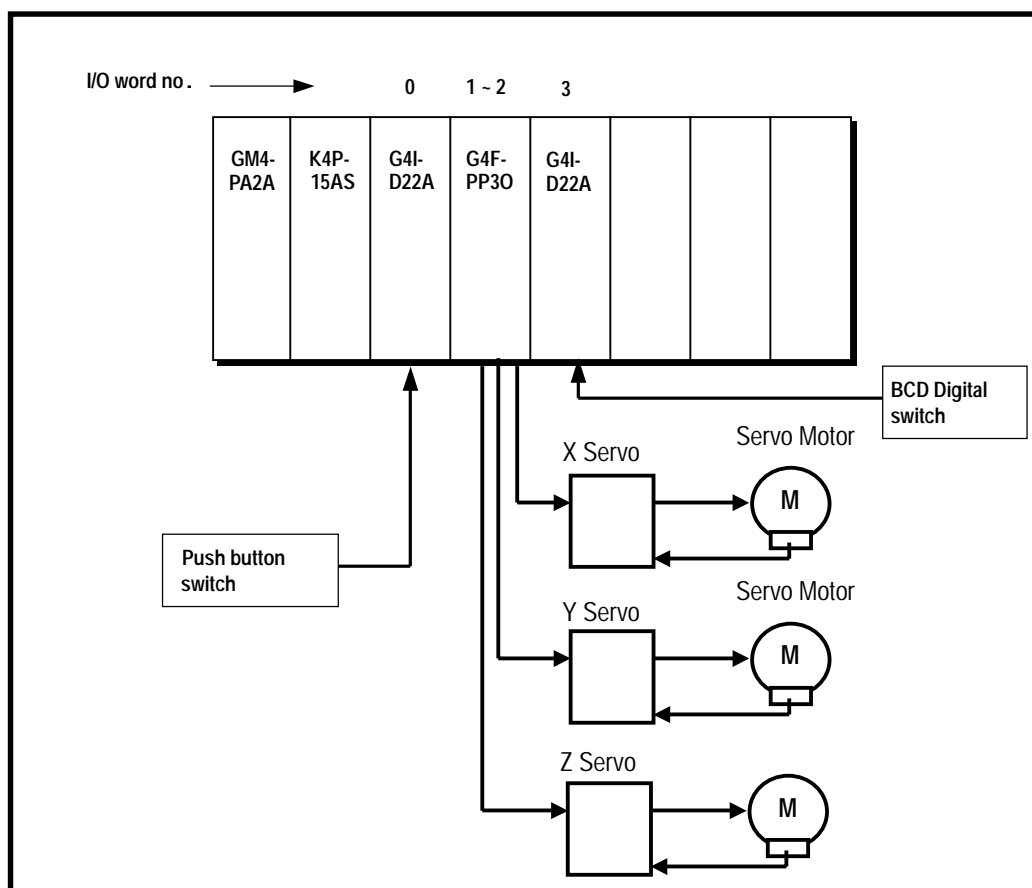 I/O word no.
0 1 ~ 2 3
GM4-
PA2A
K4P-
15AS
G4I-
D22A
G4F-
PP3O
G4I-
D22A
BCD Digital
switch
Servo Motor
X Servo
M
Push button
switch
Servo Motor
Y Servo
M
Z Servo
M